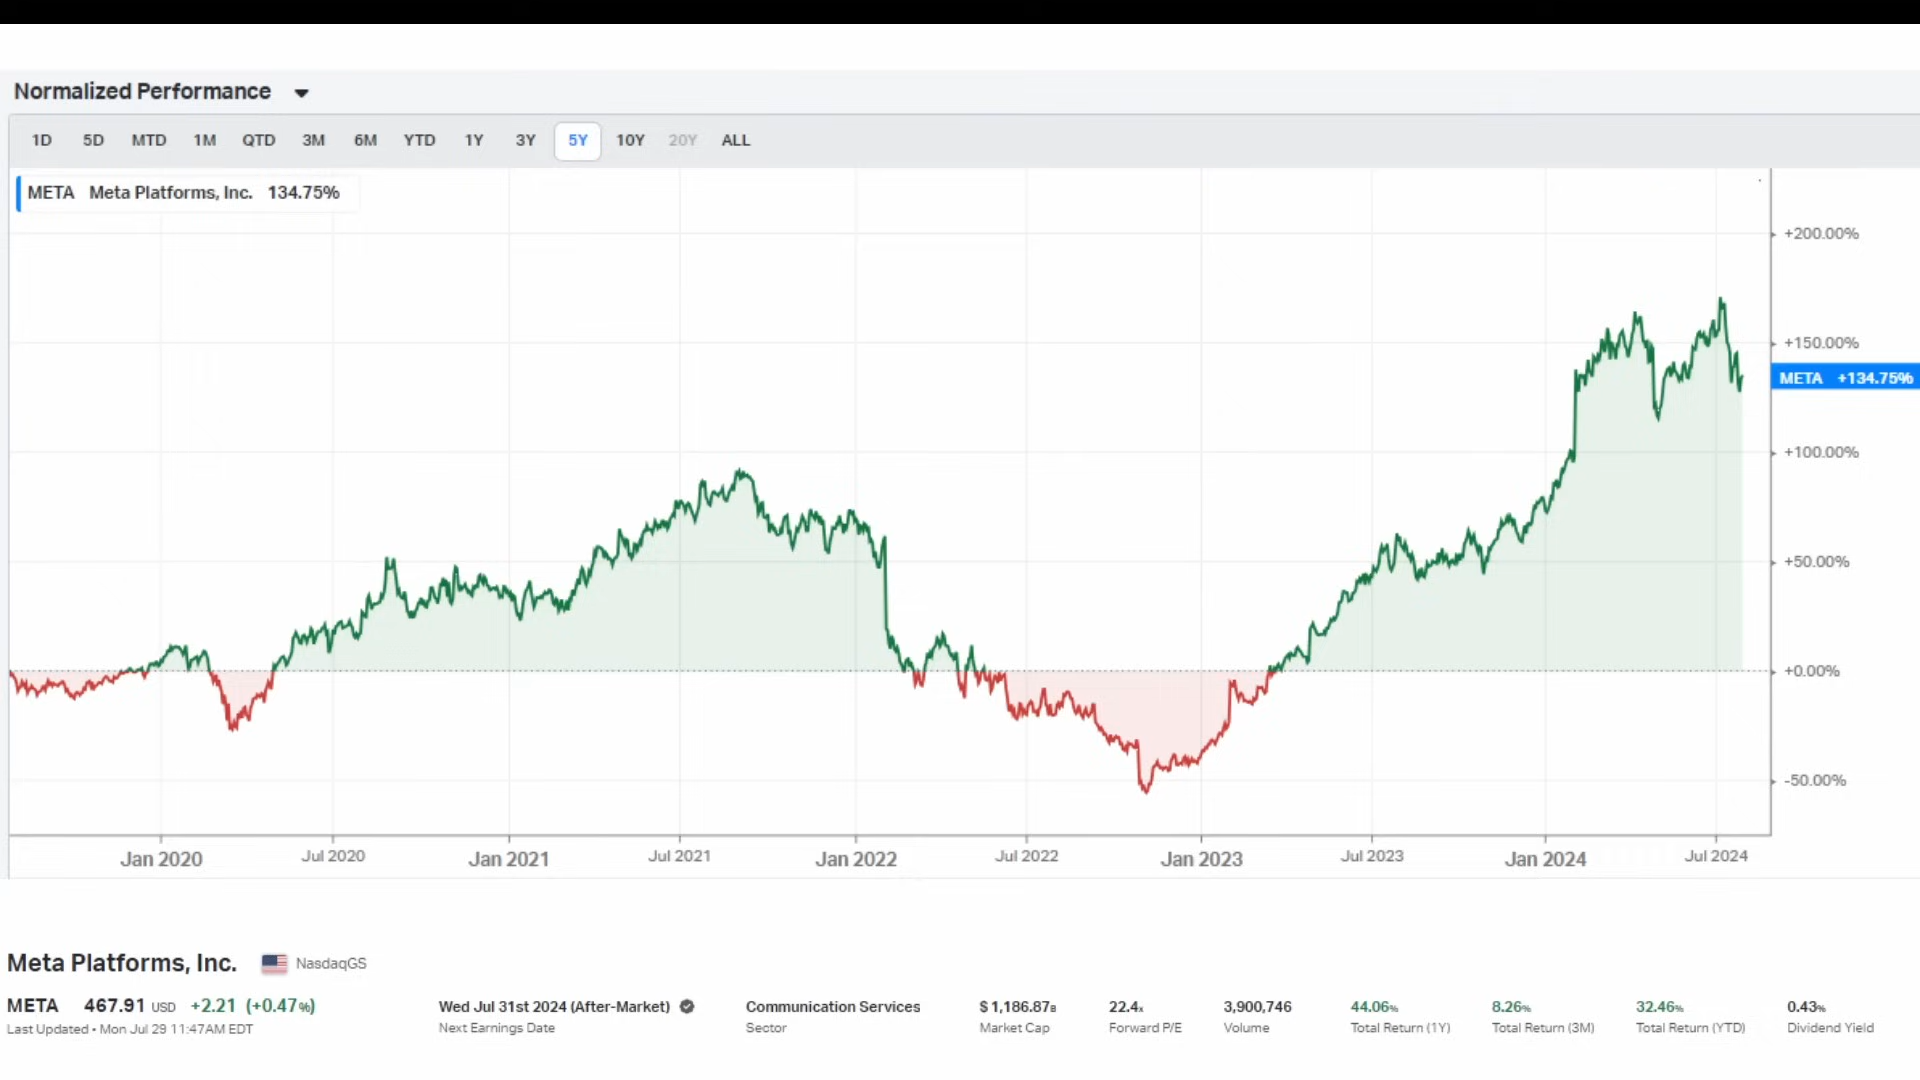 Normalized Performance
1D 5D MTD 1M QTD 3M 6M YTD 1Y 3Y 5Y 10Y 20Y ALL
META Meta Platforms, Inc. 134.75%
+200.00%
+150.00%
META +134.75%
+100.00%
+50.00%
+0.00%
-50.00%
Jan 2020 Jul 2020 Jan 2021 Jul 2021 Jan 2022 Jul 2022 Jan 2023 Jul 2023 Jan 2024 Jul 2024
Meta Platforms, Inc. NasdaqGS
META 467.91 USD +2.21 (+0.47%) Wed Jul 31st 2024 (After-Market) Communication Services $1,186.87B 22.4x 3,900,746 44.06% 8.26% 32.46% 0.43%
Last Updated • Mon Jul 29 11:47AM EDT Next Earnings Date Sector Market Cap Forward P/E Volume Total Return (1Y) Total Return (3M) Total Return (YTD) Dividend Yield